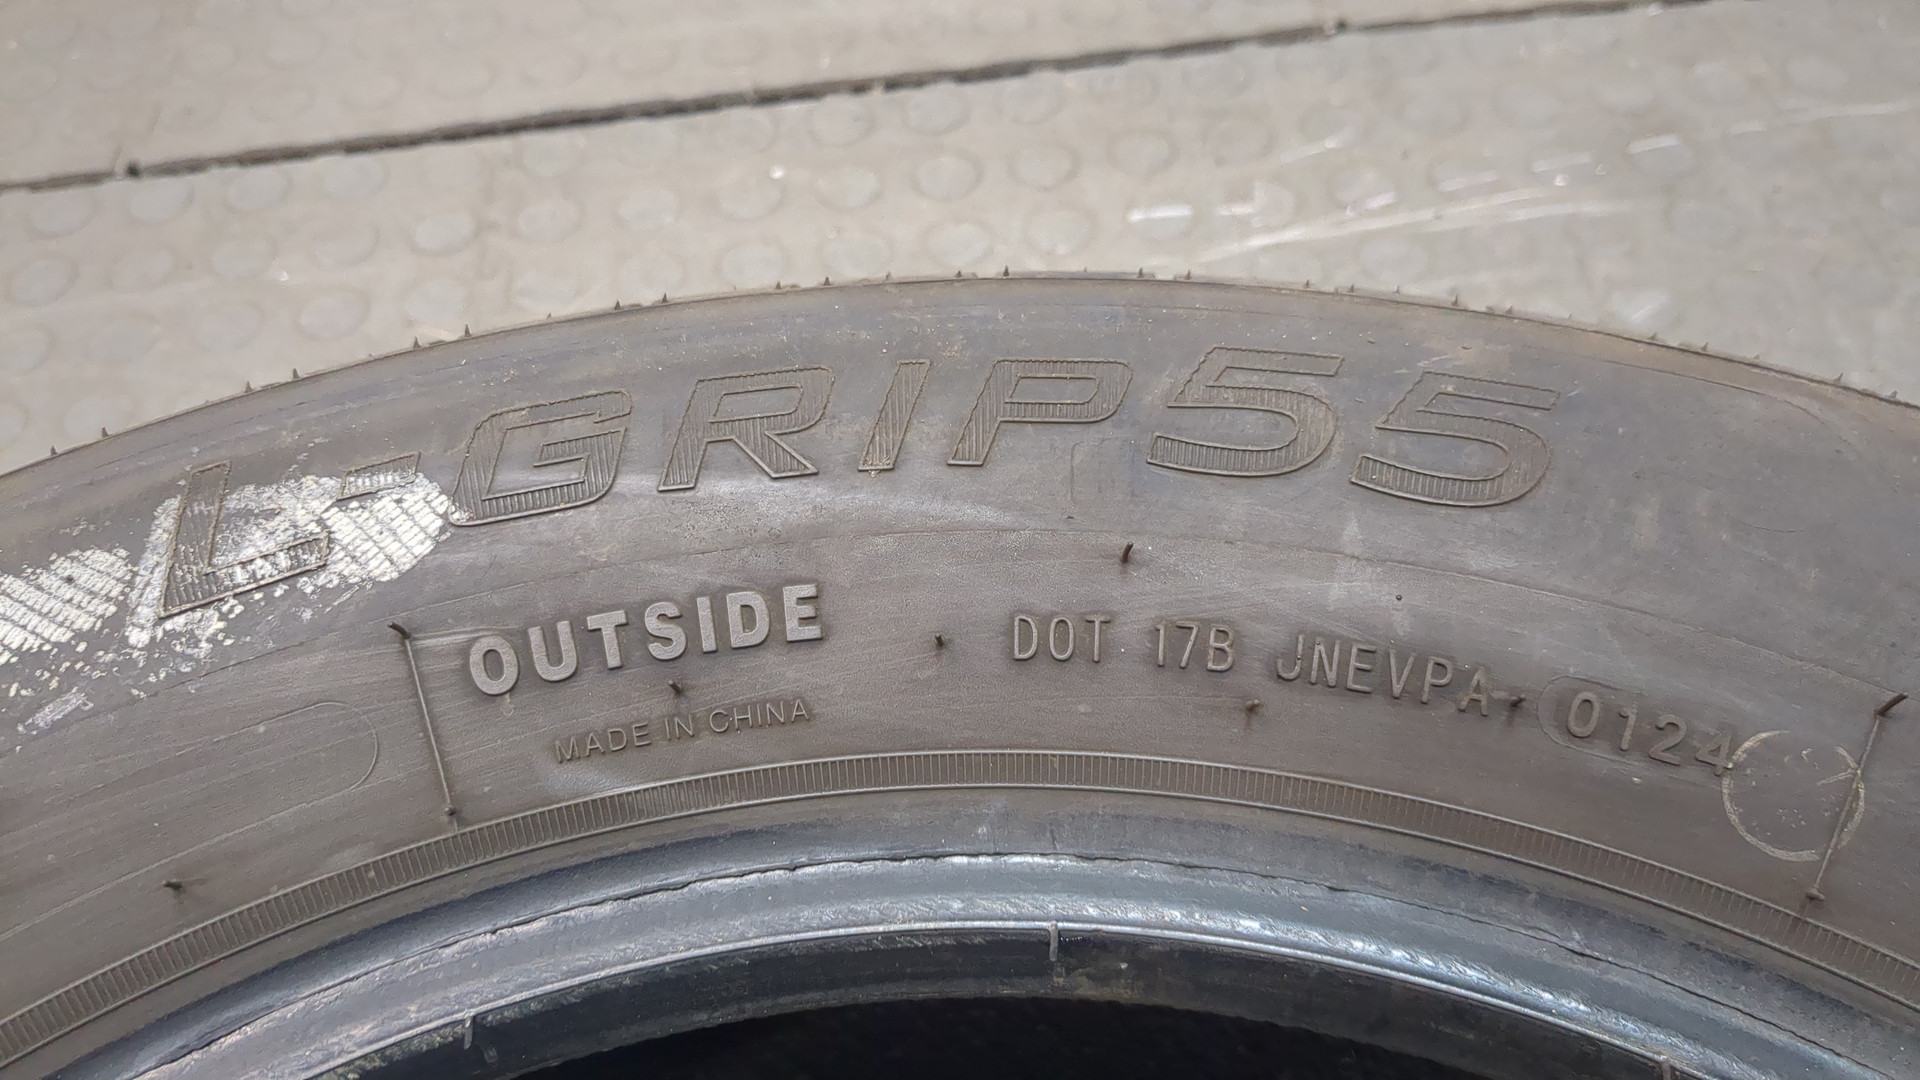 L-GRIP55
OUTSIDE
MADE IN CHINA
DOT 17B JNEVPA 0124